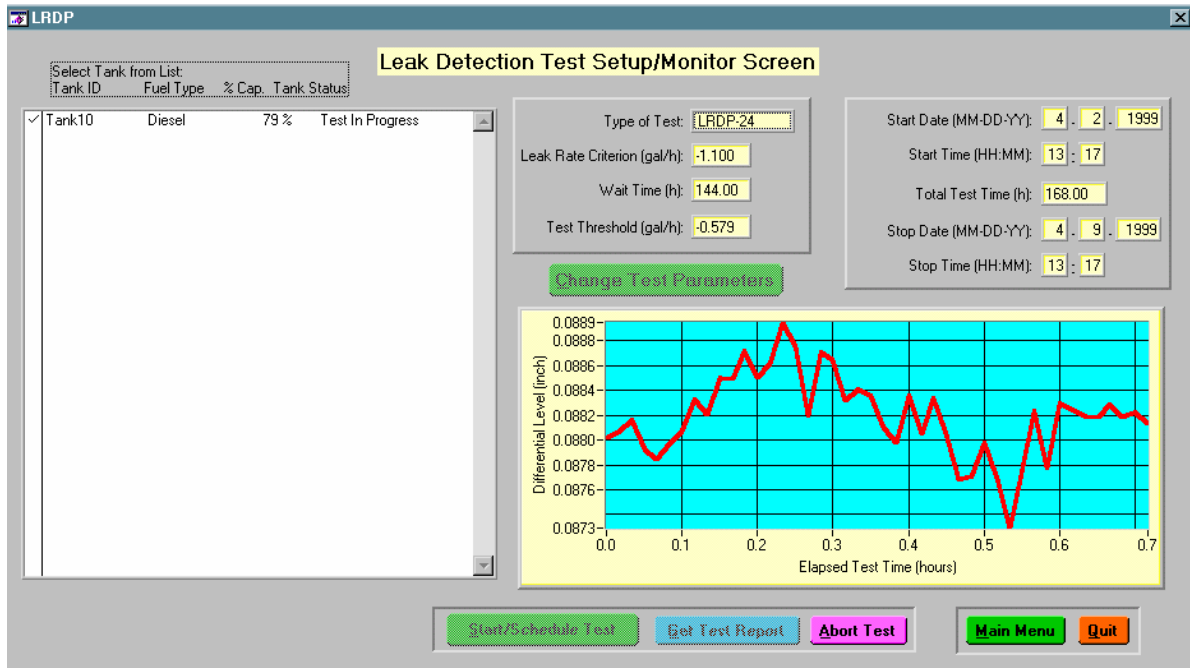 LRDP
Leak Detection Test Setup/Monitor Screen
Select Tank from List:
Tank ID Fuel Type % Cap. Tank Status
Tank10 Diesel 79 % Test In Progress
Type of Test: LRDP-24
Leak Rate Criterion (gal/h): -1.100
Wait Time (h): 144.00
Test Threshold (gal/h): -0.579
Change Test Parameters
Start Date (MM-DD-YY): 4 - 2 - 1999
Start Time (HH:MM): 13 : 17
Total Test Time (h): 168.00
Stop Date (MM-DD-YY): 4 - 9 - 1999
Stop Time (HH:MM): 13 : 17
Differential Level (inch)
0.0889
0.0888
0.0886
0.0884
0.0882
0.0880
0.0878
0.0876
0.0873
0.0 0.1 0.2 0.3 0.4 0.5 0.6 0.7
Elapsed Test Time (hours)
Start/Schedule Test Get Test Report Abort Test Main Menu Quit